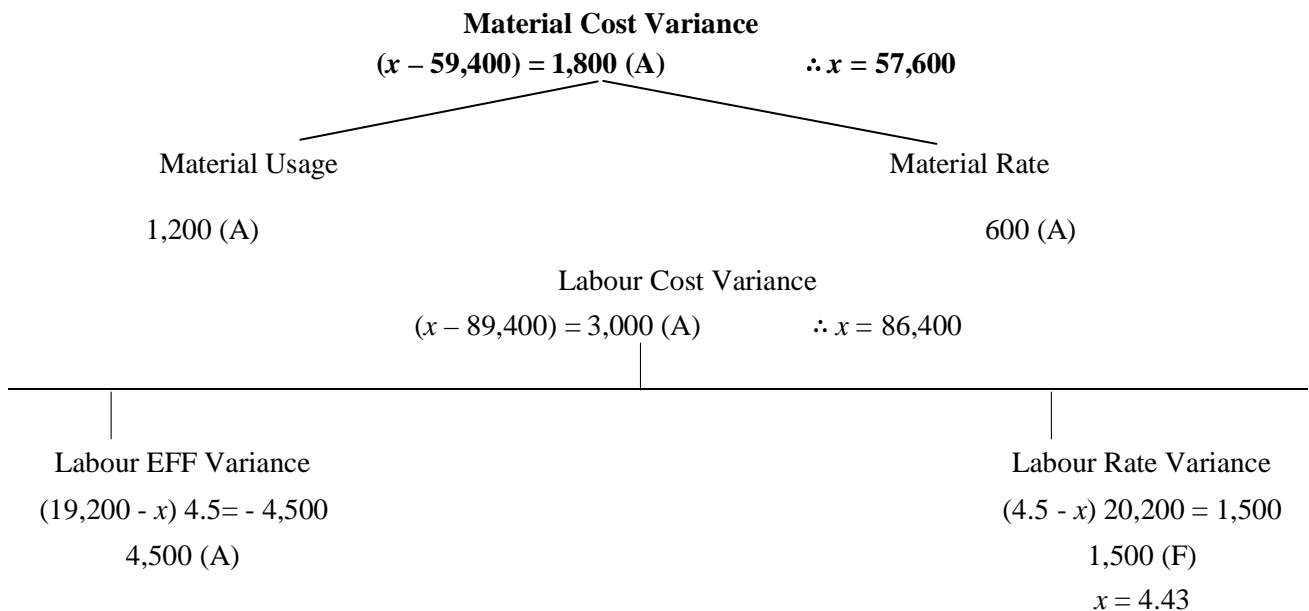 Material Cost Variance
(x – 59,400) = 1,800 (A) ∴ x = 57,600
Material Usage Material Rate
1,200 (A) 600 (A)
Labour Cost Variance
(x – 89,400) = 3,000 (A) ∴ x = 86,400
Labour EFF Variance Labour Rate Variance
(19,200 - x) 4.5= - 4,500 (4.5 - x) 20,200 = 1,500
4,500 (A) 1,500 (F)
x = 4.43